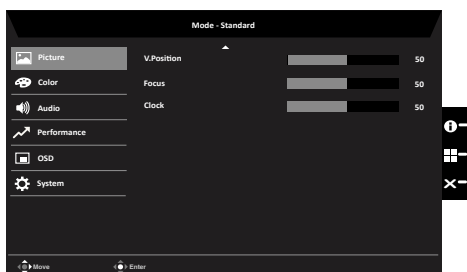 Mode - Standard
Picture
Color
Audio
Performance
OSD
System
V.Position 50
Focus 50
Clock 50
Move
Enter